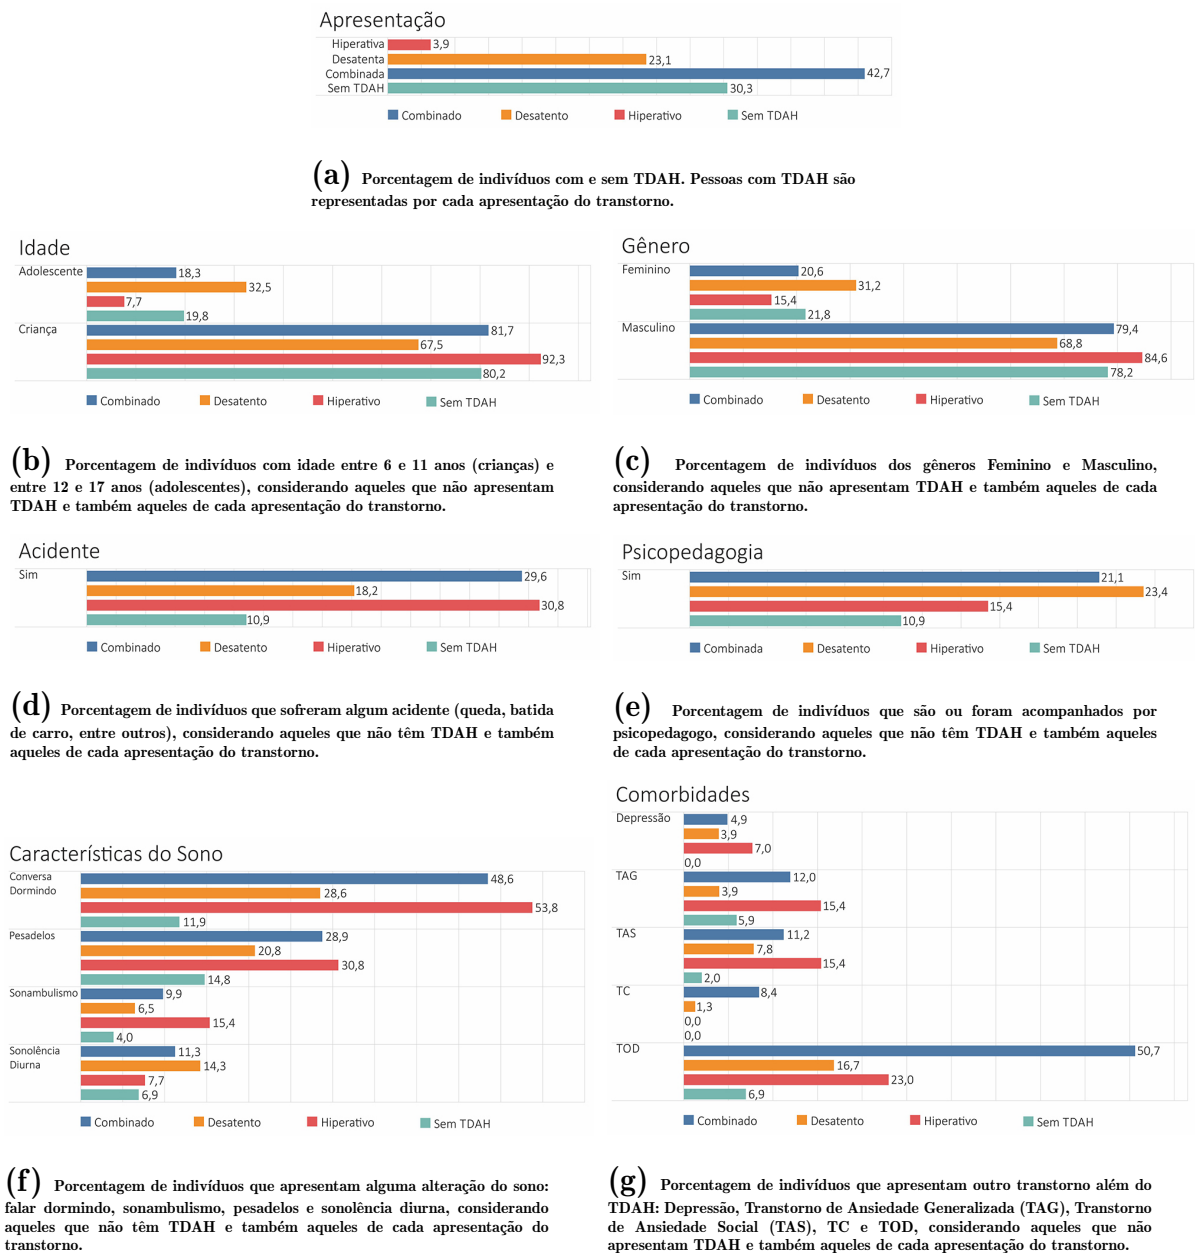 Apresentação
Hiperativa 3,9
Desatenta 23,1
Combinada 42,7
Sem TDAH 30,3
Combinado Desatento Hiperativo Sem TDAH
(a) Porcentagem de indivíduos com e sem TDAH. Pessoas com TDAH são
representadas por cada apresentação do transtorno.
Idade
Adolescente 18,3
32,5
7,7
19,8
Criança 81,7
67,5
92,3
80,2
Combinado Desatento Hiperativo Sem TDAH
(b) Porcentagem de indivíduos com idade entre 6 e 11 anos (crianças) e
entre 12 e 17 anos (adolescentes), considerando aqueles que não apresentam
TDAH e também aqueles de cada apresentação do transtorno.
Gênero
Feminino 20,6
31,2
15,4
21,8
Masculino 79,4
68,8
84,6
78,2
Combinado Desatento Hiperativo Sem TDAH
(c) Porcentagem de indivíduos dos gêneros Feminino e Masculino,
considerando aqueles que não apresentam TDAH e também aqueles de cada
apresentação do transtorno.
Acidente
Sim 29,6
18,2
30,8
10,9
Combinado Desatento Hiperativo Sem TDAH
(d) Porcentagem de indivíduos que sofreram algum acidente (queda, batida
de carro, entre outros), considerando aqueles que não têm TDAH e também
aqueles de cada apresentação do transtorno.
Psicopedagogia
Sim 21,1
23,4
15,4
10,9
Combinada Desatento Hiperativo Sem TDAH
(e) Porcentagem de indivíduos que são ou foram acompanhados por
psicopedagogo, considerando aqueles que não têm TDAH e também aqueles
de cada apresentação do transtorno.
Características do Sono
Conversa 48,6
Dormindo 28,6
53,8
11,9
Pesadelos 28,9
20,8
30,8
14,8
Sonambulismo 9,9
6,5
15,4
4,0
Sonolência 11,3
Diurna 14,3
7,7
6,9
Combinado Desatento Hiperativo Sem TDAH
(f) Porcentagem de indivíduos que apresentam alguma alteração do sono:
falar dormindo, sonambulismo, pesadelos e sonolência diurna, considerando
aqueles que não têm TDAH e também aqueles de cada apresentação do
transtorno.
Comorbidades
Depressão 4,9
3,9
7,0
0,0
TAG 12,0
3,9
15,4
5,9
TAS 11,2
7,8
15,4
2,0
TC 8,4
1,3
0,0
0,0
TOD 50,7
16,7
23,0
6,9
Combinado Desatento Hiperativo Sem TDAH
(g) Porcentagem de indivíduos que apresentam outro transtorno além do
TDAH: Depressão, Transtorno de Ansiedade Generalizada (TAG), Transtorno
de Ansiedade Social (TAS), TC e TOD, considerando aqueles que não
apresentam TDAH e também aqueles de cada apresentação do transtorno.